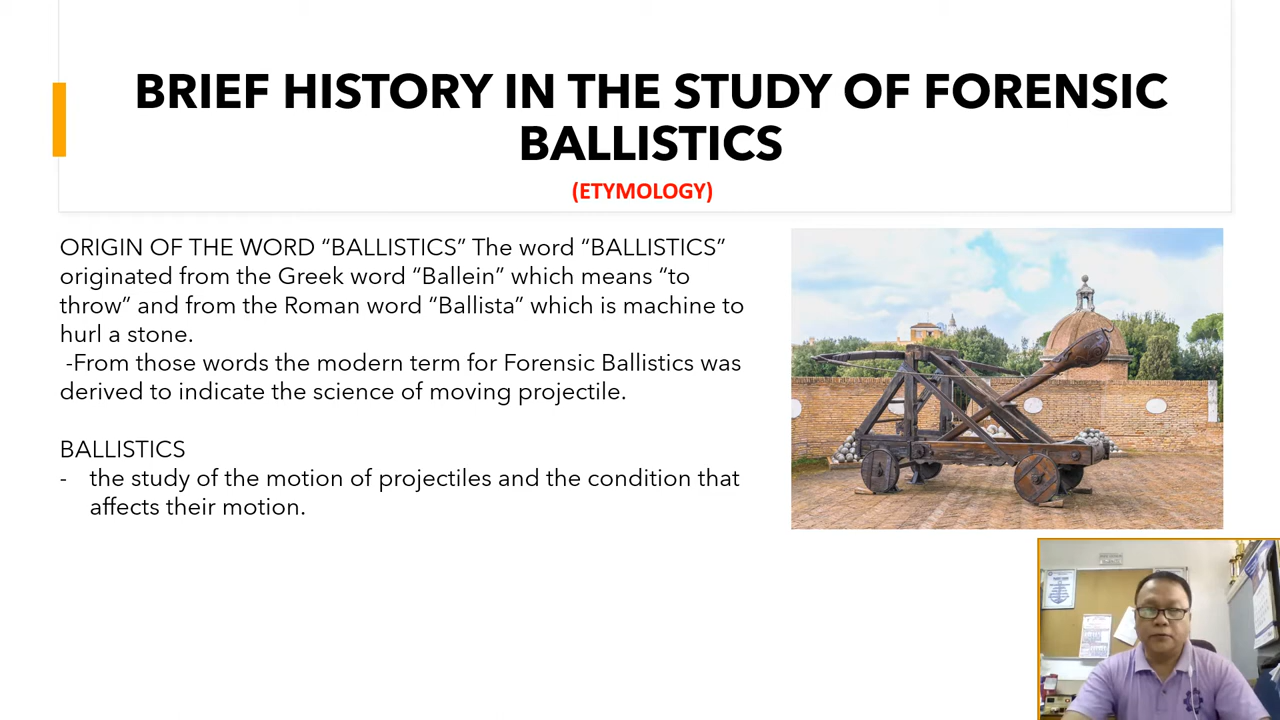 BRIEF HISTORY IN THE STUDY OF FORENSIC
BALLISTICS
(ETYMOLOGY)
ORIGIN OF THE WORD “BALLISTICS” The word “BALLISTICS”
originated from the Greek word “Ballein” which means “to
throw” and from the Roman word “Ballista” which is machine to
hurl a stone.
-From those words the modern term for Forensic Ballistics was
derived to indicate the science of moving projectile.
BALLISTICS
- the study of the motion of projectiles and the condition that
affects their motion.